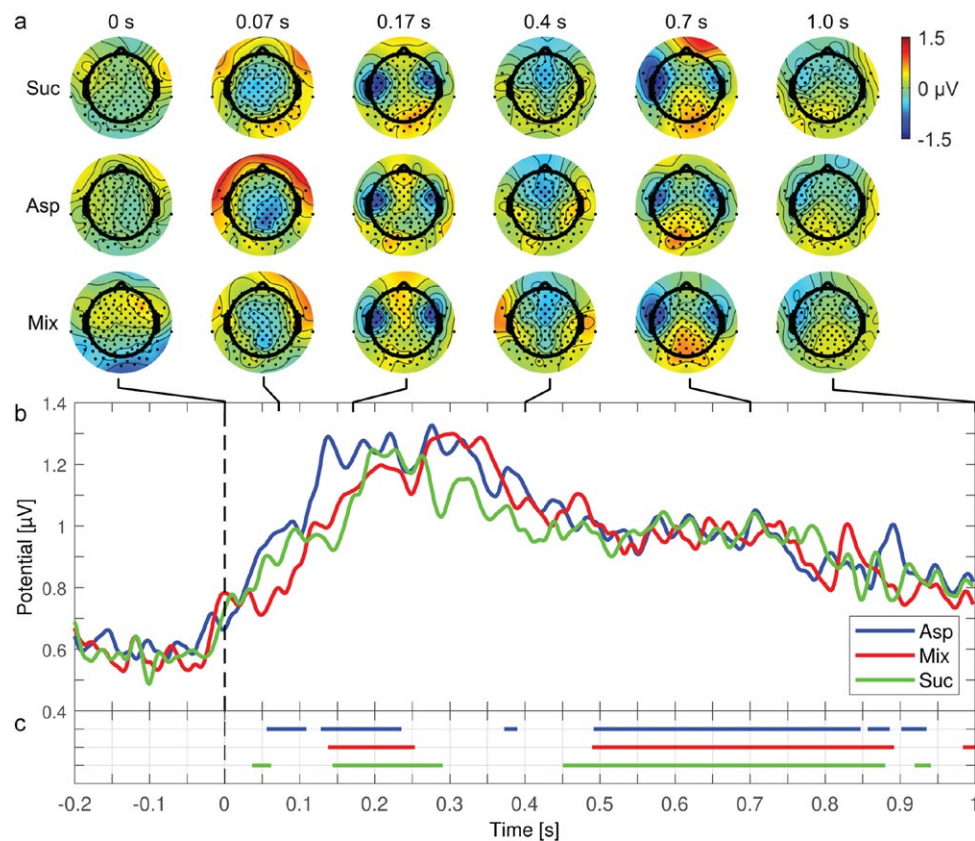 a 0 s 0.07 s 0.17 s 0.4 s 0.7 s 1.0 s
1.5
Suc
0 µV
-1.5
Asp
Mix
b 1.4
1.2
1
0.8
0.6
0.4
Potential [µV]
Asp
Mix
Suc
c
-0.2 -0.1 0 0.1 0.2 0.3 0.4 0.5 0.6 0.7 0.8 0.9 1
Time [s]